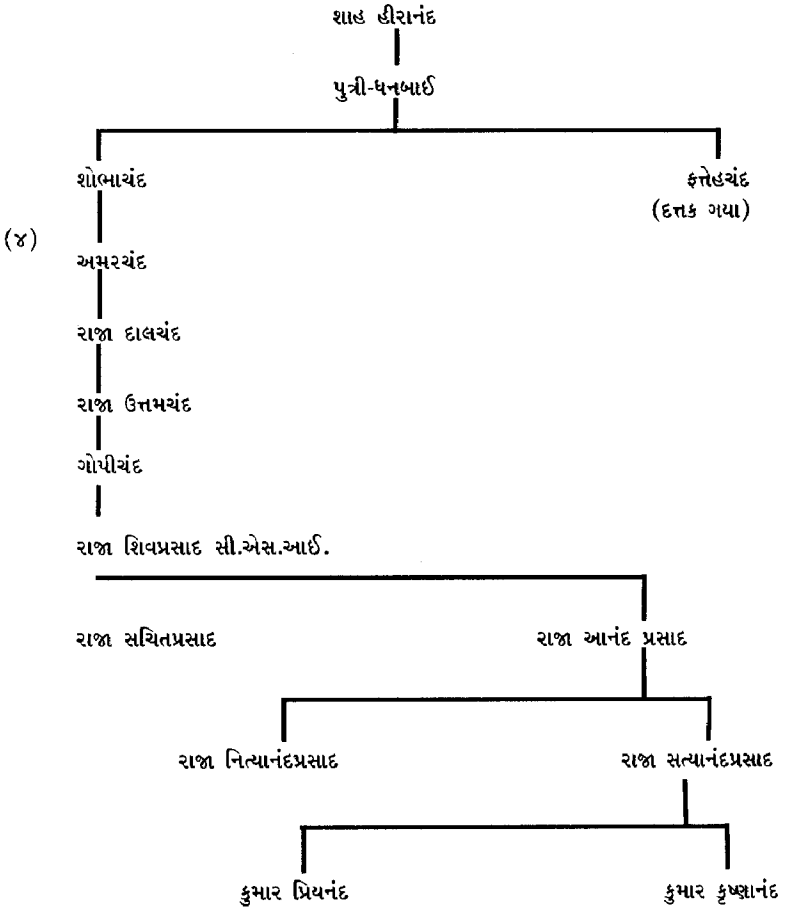 શાહ હીરાનંદ
પુત્રી-ધનબાઈ
શોભાચંદ
ફત્તેહચંદ
(દત્તક ગયા)
(૪)
અમરચંદ
રાજા દાલચંદ
રાજા ઉત્તમચંદ
ગોપીચંદ
રાજા શિવપ્રસાદ સી.એસ.આઈ.
રાજા સચિતપ્રસાદ
રાજા આનંદ પ્રસાદ
રાજા નિત્યાનંદપ્રસાદ
રાજા સત્યાનંદપ્રસાદ
કુમાર પ્રિયનંદ
કુમાર કૃષ્ણાનંદ